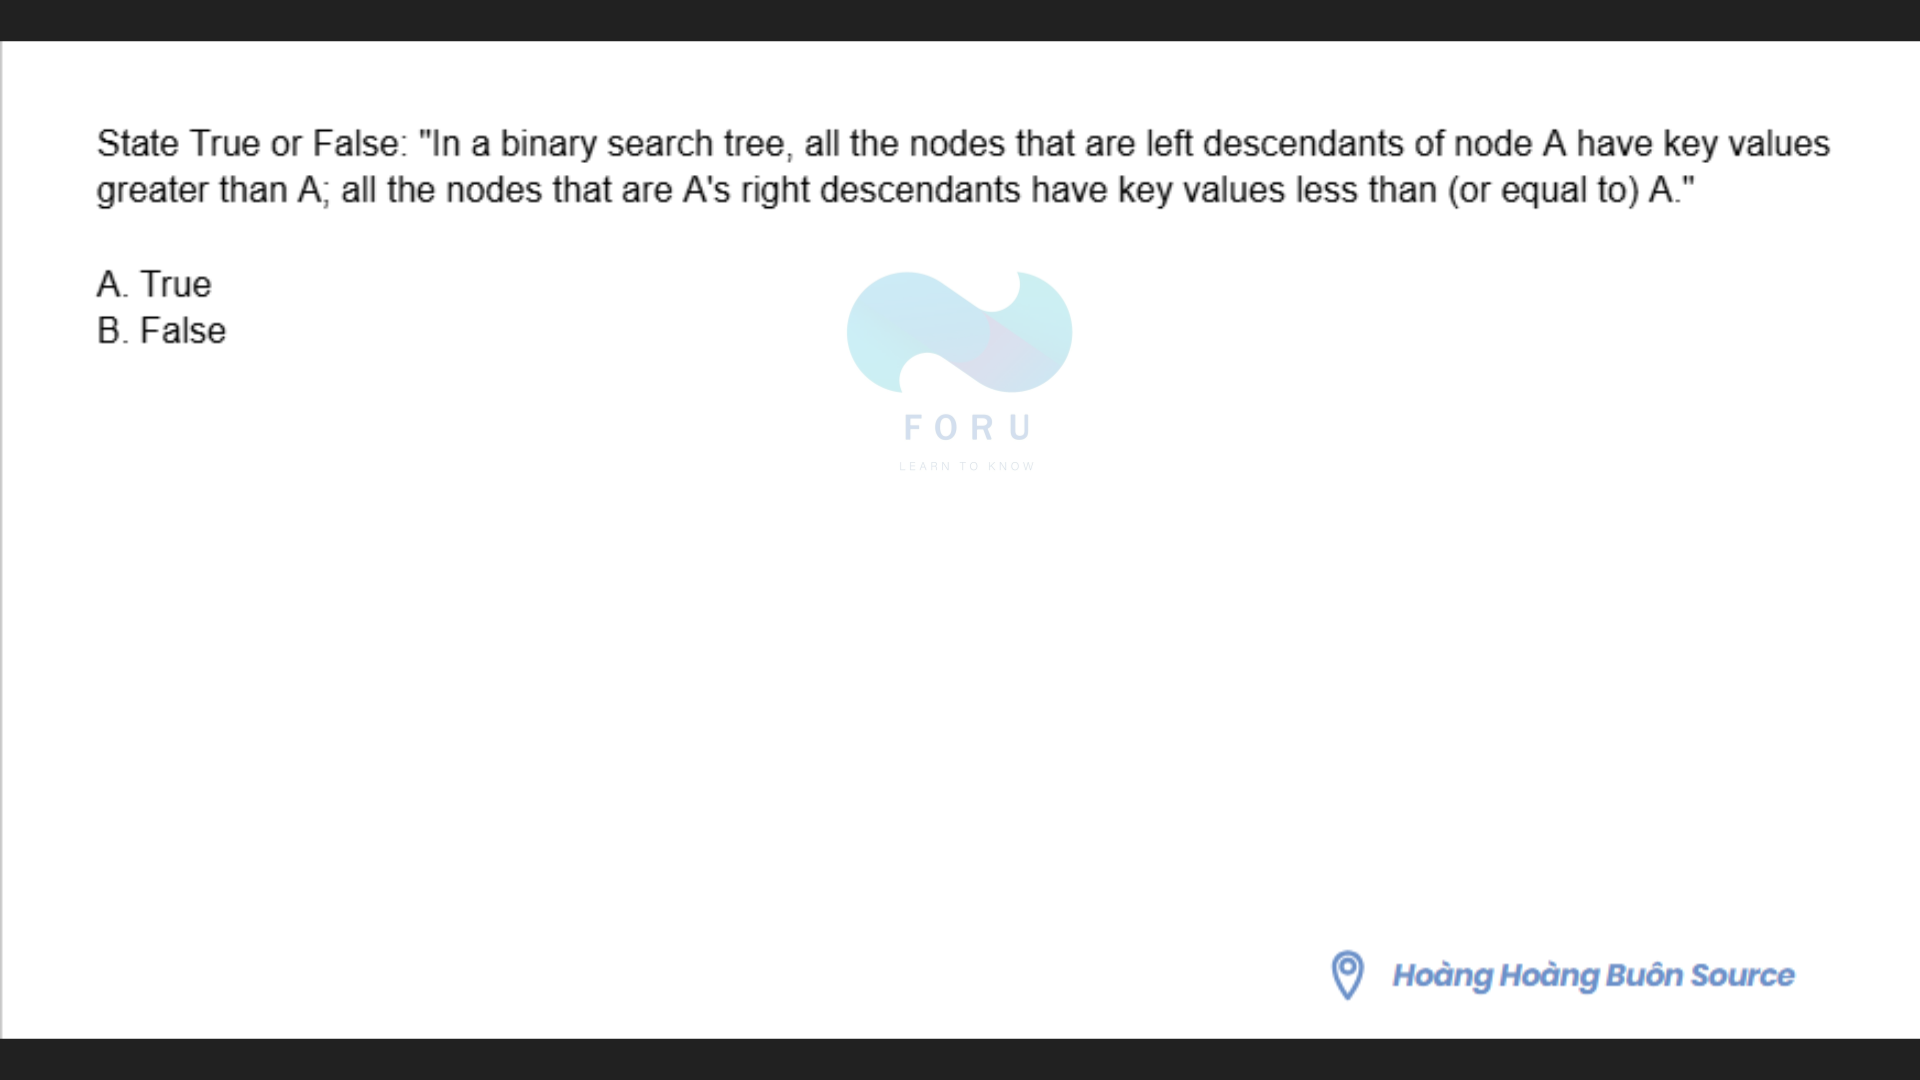 State True or False: "In a binary search tree, all the nodes that are left descendants of node A have key values
greater than A; all the nodes that are A's right descendants have key values less than (or equal to) A."
A. True
B. False
FORU
LEARN TO KNOW
Hoàng Hoàng Buôn Source